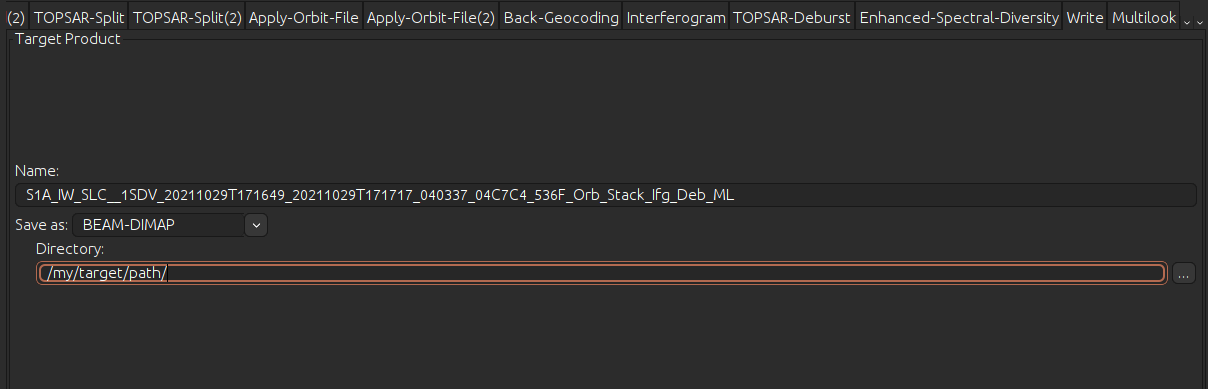 (2) TOPSAR-Split TOPSAR-Split(2) Apply-Orbit-File Apply-Orbit-File(2) Back-Geocoding Interferogram TOPSAR-Deburst Enhanced-Spectral-Diversity Write Multilook
Target Product
Name:
S1A_IW_SLC__1SDV_20211029T171649_20211029T171717_040337_04C7C4_536F_Orb_Stack_Ifg_Deb_ML
Save as: BEAM-DIMAP
Directory:
/my/target/path/ ...